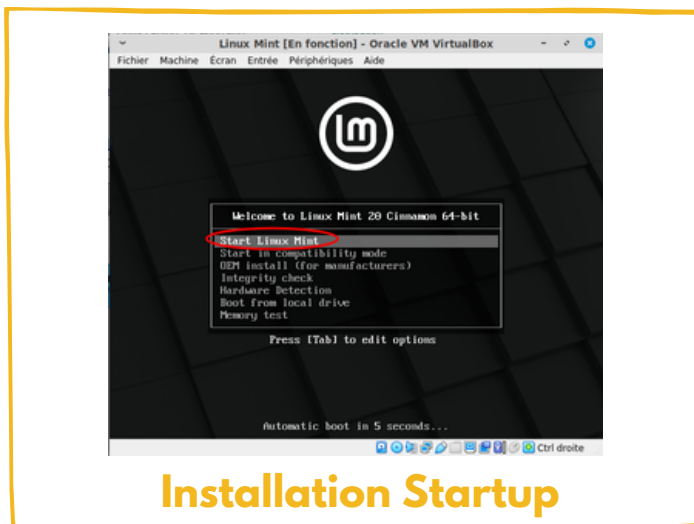 Linux Mint [En fonction] - Oracle VM VirtualBox
Fichier Machine Écran Entrée Périphériques Aide
lm
Welcome to Linux Mint 20 Cinnamon 64-bit
Start Linux Mint
Start in compatibility mode
OEM install (for manufacturers)
Integrity check
Hardware Detection
Boot from local drive
Memory test
Press [Tab] to edit options
Automatic boot in 5 seconds...
Ctrl droite
Installation Startup